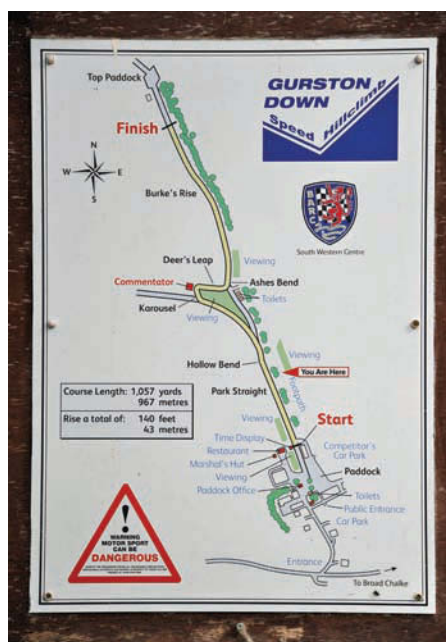 Top Paddock
GURSTON
DOWN
Speed Hillclimb
Finish
N
W
E
S
BARC
South Western Centre
Burke's Rise
Deer's Leap
Viewing
Commentator
Ashes Bend
Toilets
Karousel
Viewing
Hollow Bend
Viewing
You Are Here
Footpath
Park Straight
Course Length: 1,057 yards
967 metres
Rise a total of: 140 feet
43 metres
Viewing
Start
Time Display
Restaurant
Marshal's Hut
Viewing
Paddock Office
Competitor's
Car Park
Paddock
Toilets
Public Entrance
Car Park
!
WARNING
MOTOR SPORT
CAN BE
DANGEROUS
Entrance
To Broad Chalke